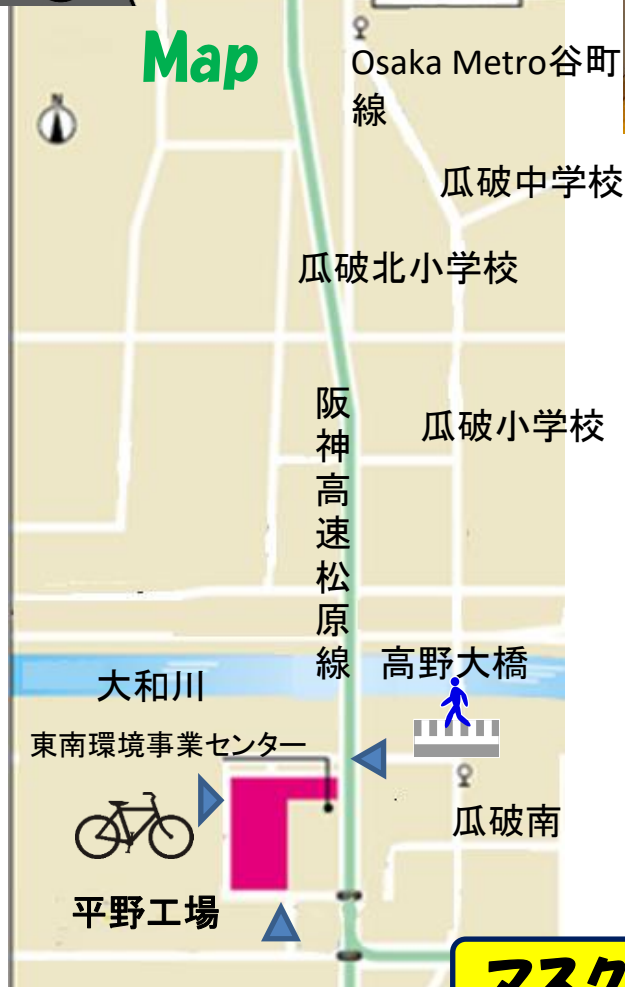 Map
N
Osaka Metro谷町
線
瓜破中学校
瓜破北小学校
阪神高速松原線
瓜破小学校
高野大橋
大和川
東南環境事業センター
瓜破南
平野工場
マスク